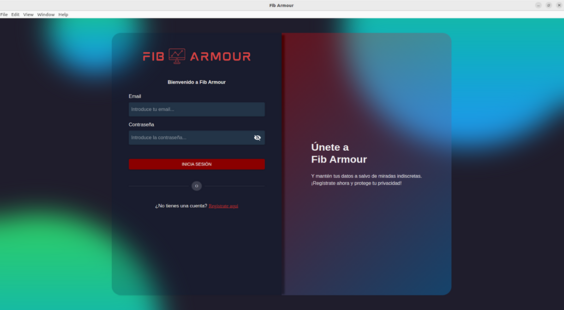 Fib Armour
File Edit View Window Help
FIB ARMOUR
Bienvenido a Fib Armour
Email
Introduce tu email...
Contraseña
Introduce la contraseña...
INICIA SESIÓN
O
¿No tienes una cuenta? Regístrate aquí
Únete a
Fib Armour
Y mantén tus datos a salvo de miradas indiscretas.
¡Regístrate ahora y protege tu privacidad!